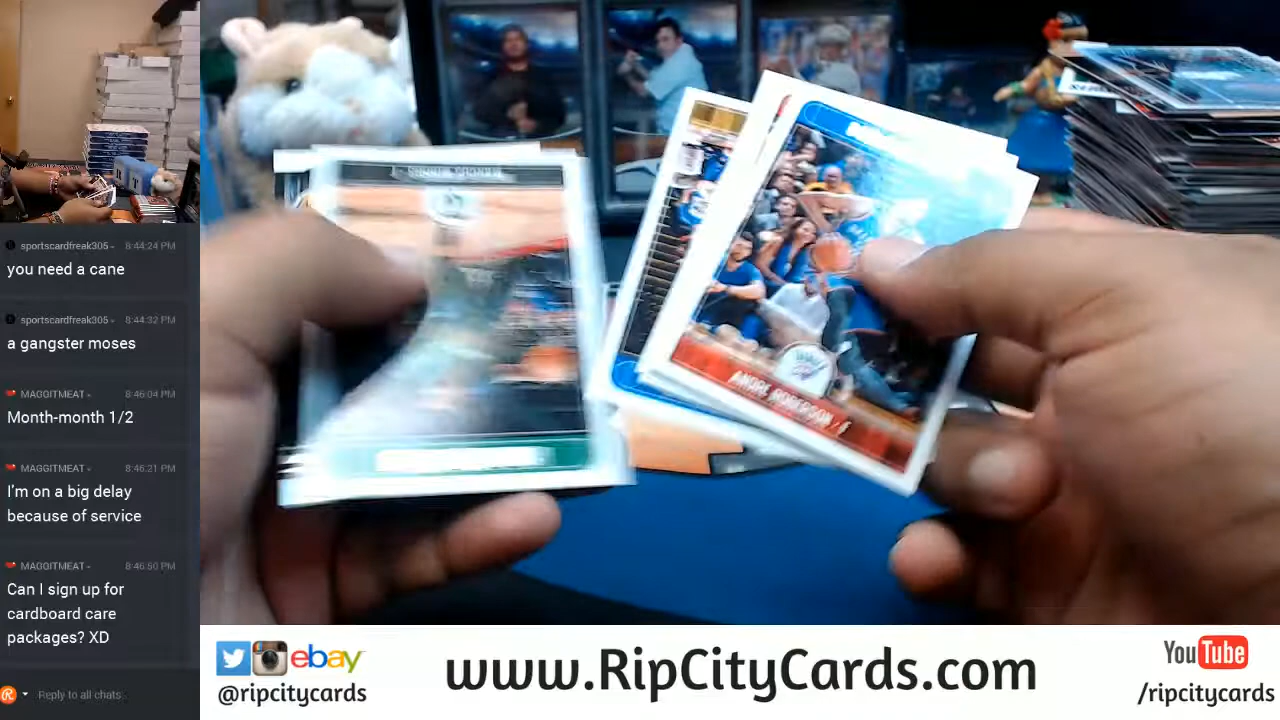 sportscardfreak305 8:44:24 PM
you need a cane
sportscardfreak305 8:44:32 PM
a gangster moses
MAGGITMEAT 8:46:04 PM
Month-month 1/2
MAGGITMEAT 8:46:21 PM
I'm on a big delay
because of service
MAGGITMEAT 8:46:50 PM
Can I sign up for
cardboard care
packages? XD
Reply to all chats...
ANDRE ROBERSON / F
ebay
@ripcitycards
www.RipCityCards.com
YouTube
/ripcitycards